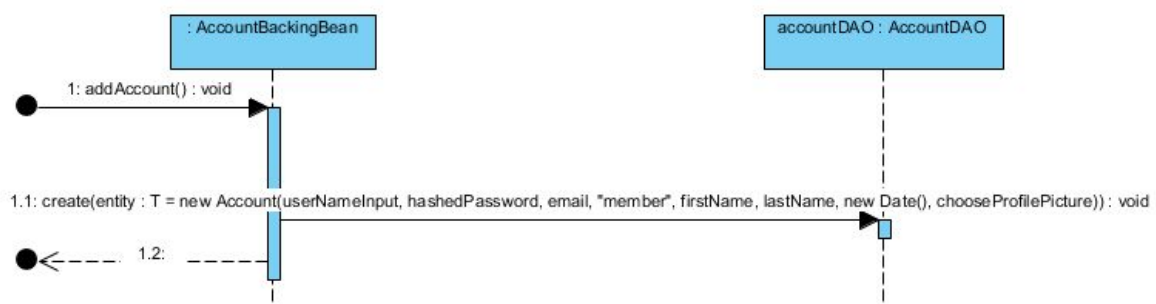 : AccountBackingBean
accountDAO : AccountDAO
1: addAccount() : void
1.1: create(entity : T = new Account(userNameInput, hashedPassword, email, "member", firstName, lastName, new Date(), chooseProfilePicture)) : void
1.2: